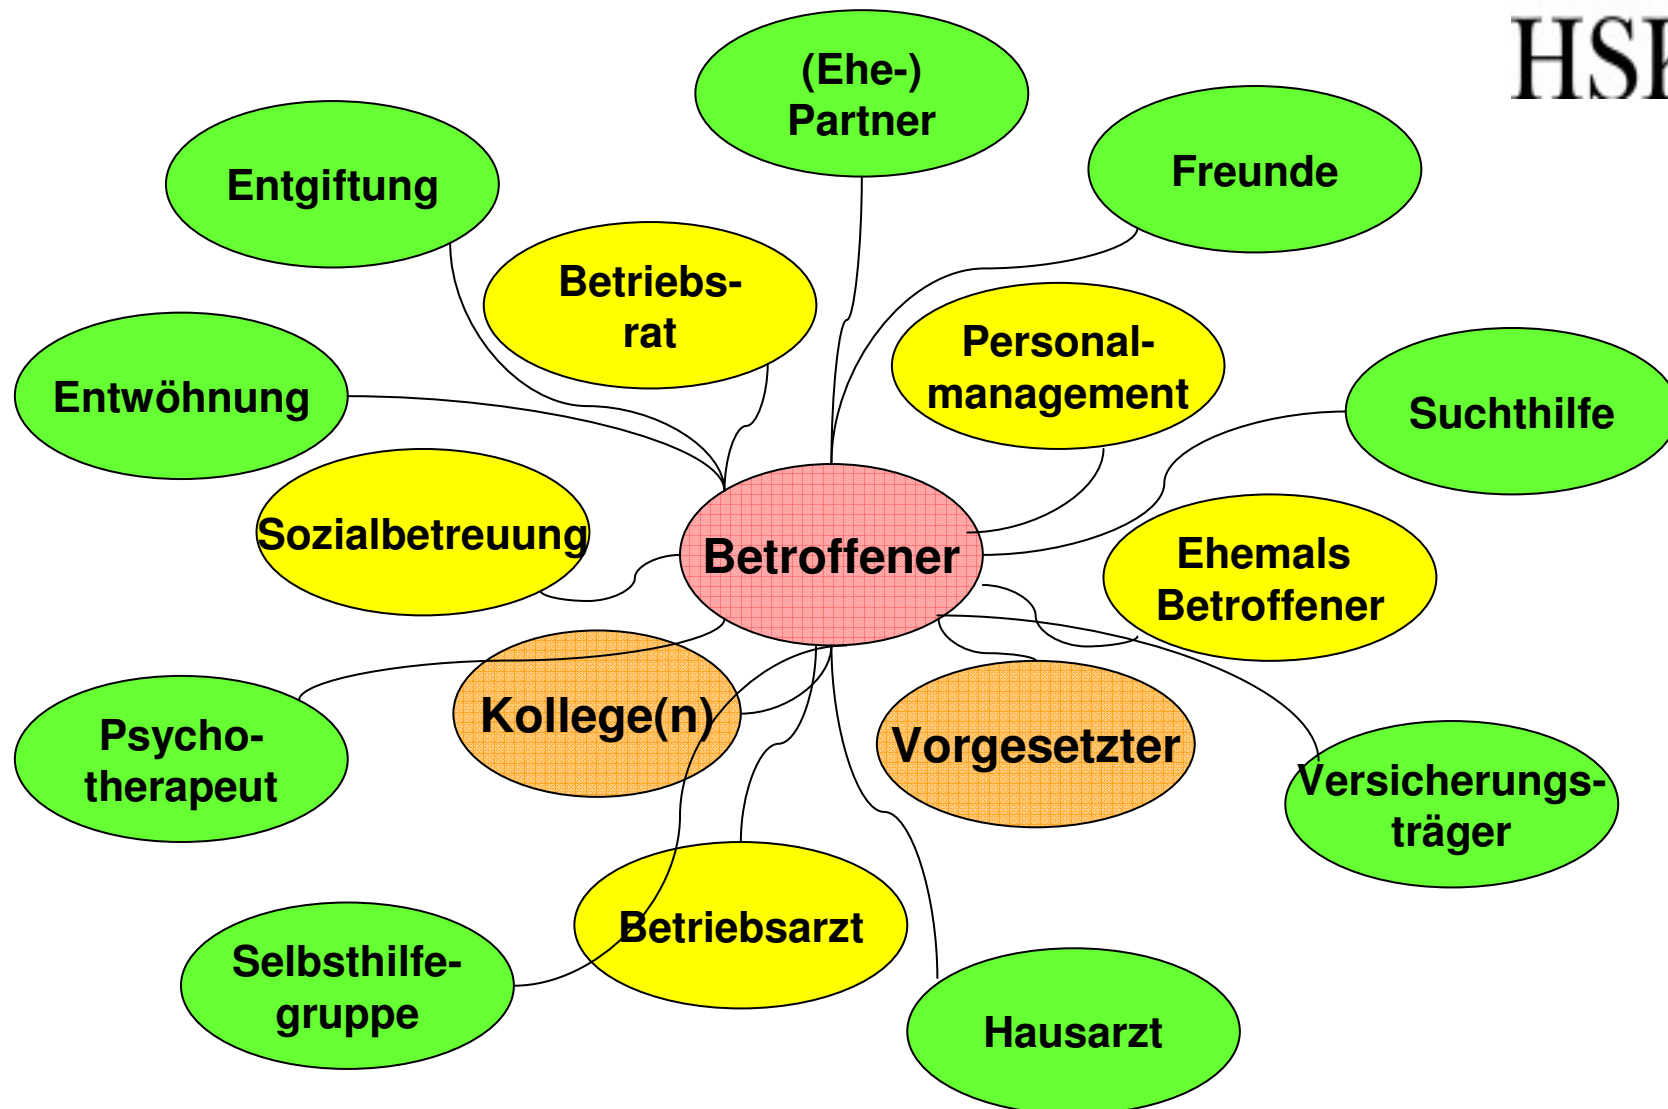 HSK
(Ehe-)
Partner
Freunde
Entgiftung
Betriebs-
rat
Personal-
management
Entwöhnung
Suchthilfe
Sozialbetreuung
Betroffener
Ehemals
Betroffener
Kollege(n)
Vorgesetzter
Psycho-
therapeut
Versicherungs-
träger
Betriebsarzt
Selbsthilfe-
gruppe
Hausarzt